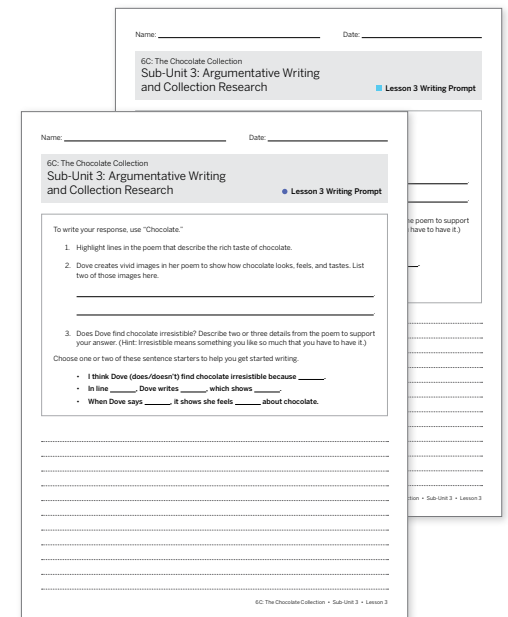 Name:
Date:
6C: The Chocolate Collection
Sub-Unit 3: Argumentative Writing
and Collection Research
Lesson 3 Writing Prompt
he poem to support
have to have it.)
ction • Sub-Unit 3 • Lesson 3
Name:
Date:
6C: The Chocolate Collection
Sub-Unit 3: Argumentative Writing
and Collection Research
● Lesson 3 Writing Prompt
To write your response, use "Chocolate."
1. Highlight lines in the poem that describe the rich taste of chocolate.
2. Dove creates vivid images in her poem to show how chocolate looks, feels, and tastes. List
two of those images here.
3. Does Dove find chocolate irresistible? Describe two or three details from the poem to support
your answer. (Hint: Irresistible means something you like so much that you have to have it.)
Choose one or two of these sentence starters to help you get started writing.
• I think Dove (does/doesn't) find chocolate irresistible because ______.
• In line ______, Dove writes ______, which shows ______.
• When Dove says ______, it shows she feels ______ about chocolate.
6C: The Chocolate Collection • Sub-Unit 3 • Lesson 3